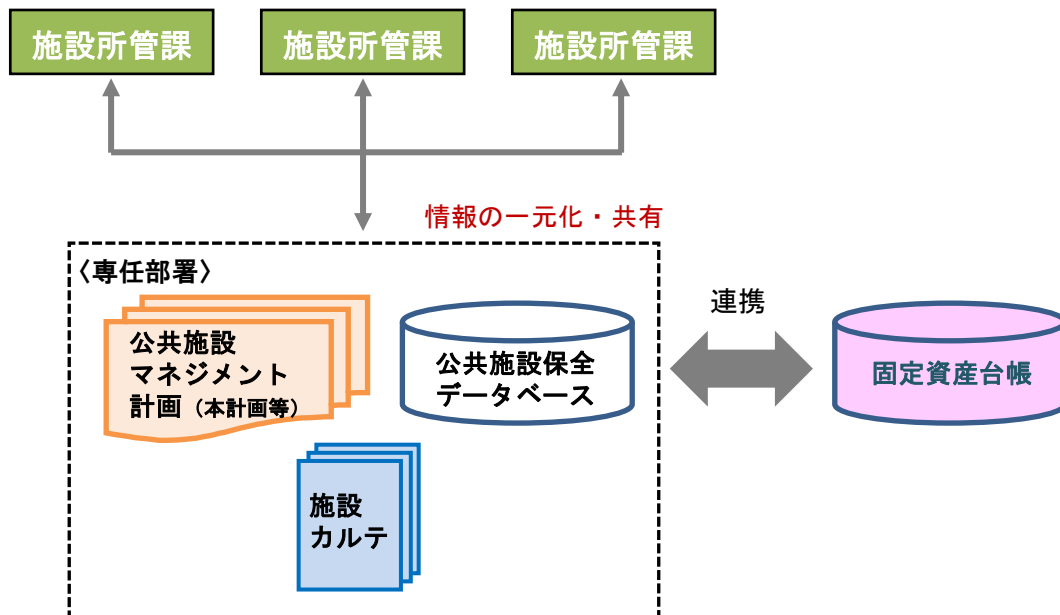 施設所管課
施設所管課
施設所管課
情報の一元化・共有
〈専任部署〉
公共施設
マネジメント
計画（本計画等）
公共施設保全
データベース
施設
カルテ
連携
固定資産台帳